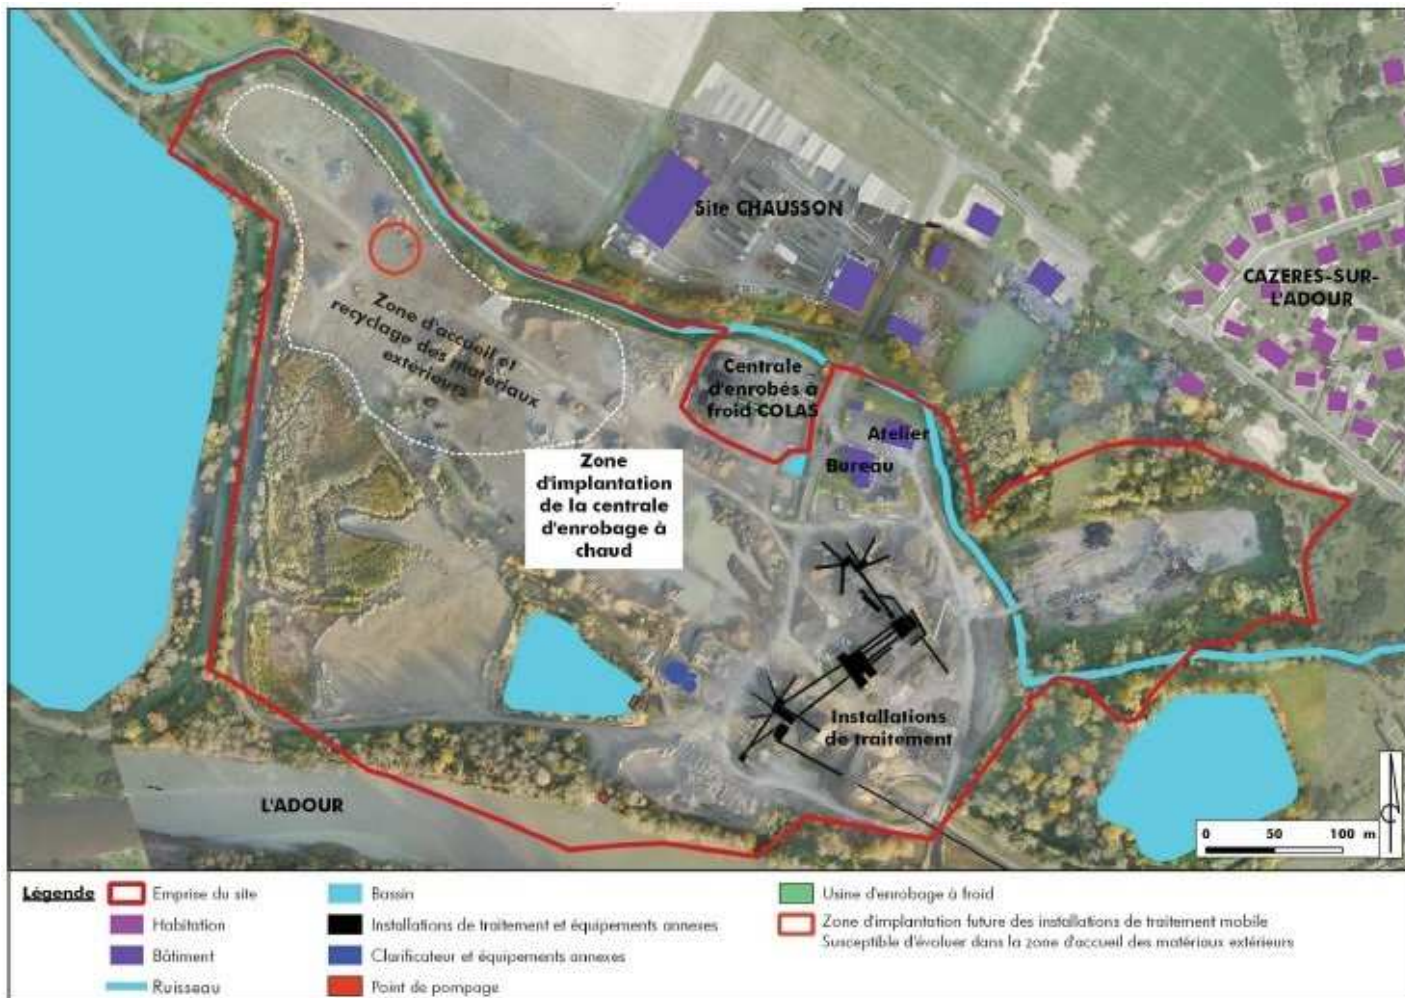 Site CHAUSSON
CAZERES-SUR-
L'ADOUR
Zone d'accueil et
recyclage des matériaux
extérieurs
Centrale
d'enrobés à
froid COLAS
Atelier
Bureau
Zone
d'implantation
de la centrale
d'enrobage à
chaud
Installations
de traitement
L'ADOUR
0 50 100 m
Légende
Emprise du site
Habitation
Bâtiment
Ruisseau
Bassin
Installations de traitement et équipements annexes
Clarificateur et équipements annexes
Point de pompage
Usine d'enrobage à froid
Zone d'implantation future des installations de traitement mobile
Susceptible d'évoluer dans la zone d'accueil des matériaux extérieurs